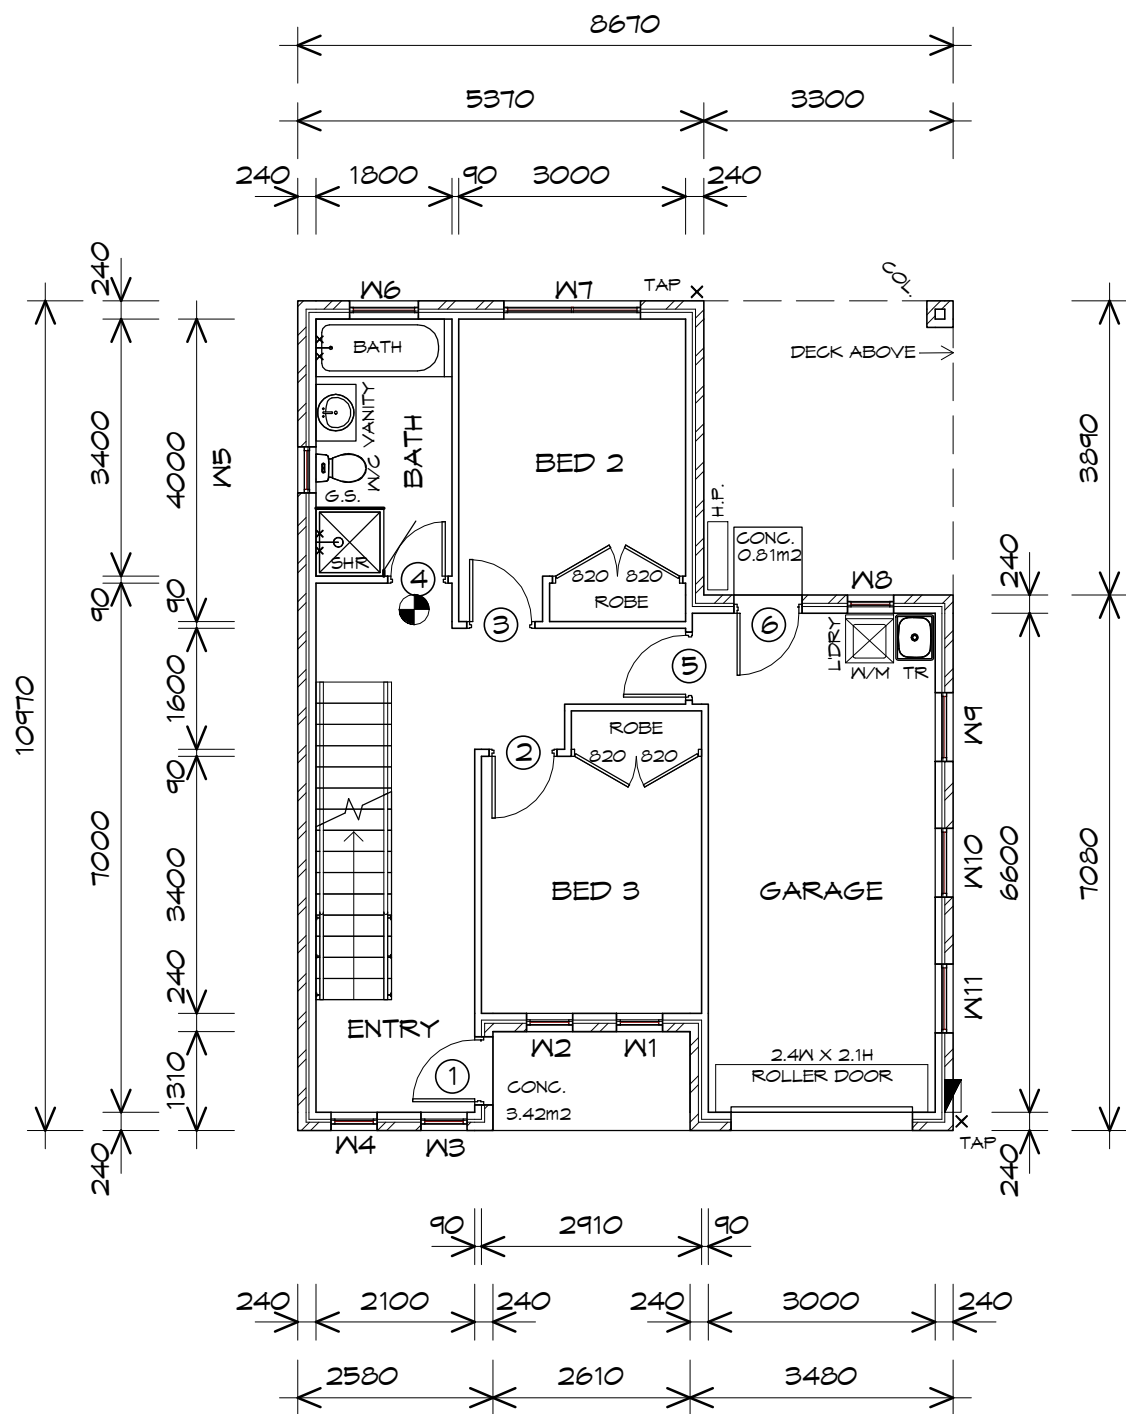 8670
5370 3300
240 1800 90 3000 240
240
3400
90
7000
240
10970
4000
90
1600
90
3400
240
1310
W5
W6
W7
TAP
COL.
DECK ABOVE
BATH
VANITY
W/C
BATH
G.S.
SHR
BED 2
H.P.
CONC.
0.81m2
820 820
ROBE
4
3
5
6
W8
L'DRY
W/M TR
240
3890
6600
7080
240
ROBE
820 820
2
W9
W10
W11
BED 3
GARAGE
ENTRY
1
W2 W1
CONC.
3.42m2
2.4W X 2.1H
ROLLER DOOR
W4 W3
TAP
90 2910 90
240 2100 240 240 3000 240
2580 2610 3480